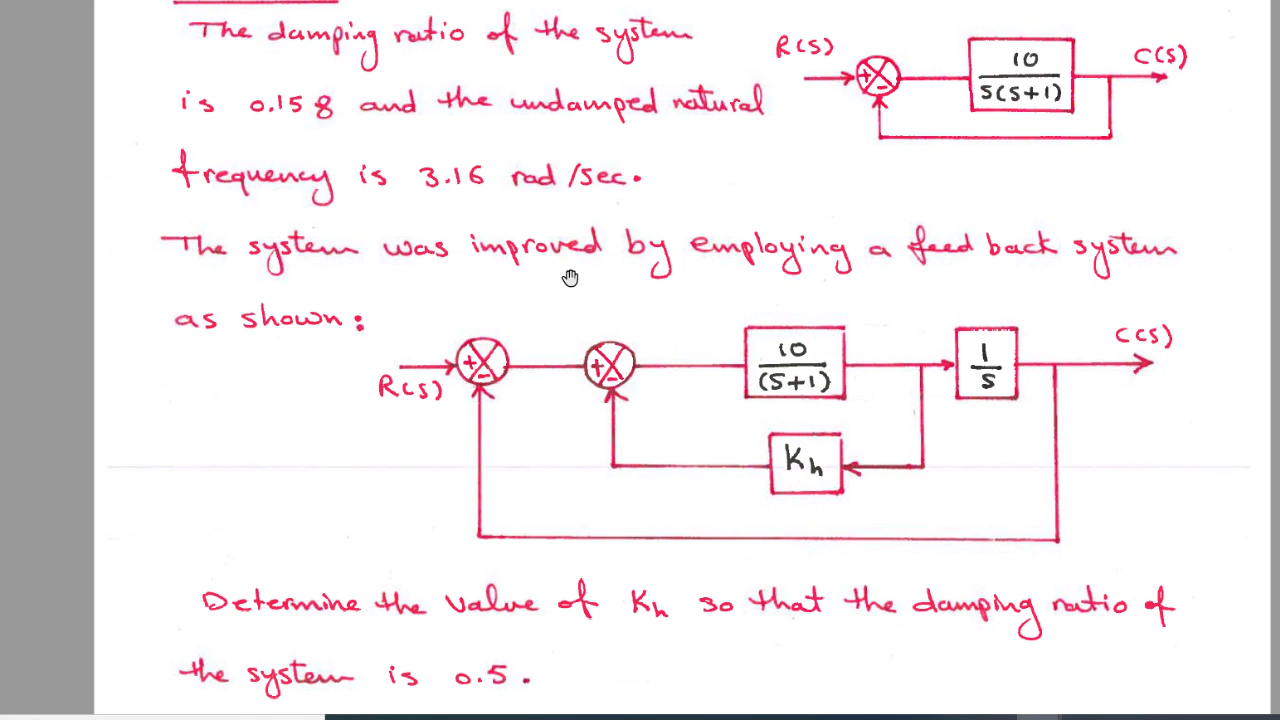 The damping ratio of the system
is 0.158 and the undamped natural
frequency is 3.16 rad/sec.
R(S)
+
-
10
S(S+1)
C(S)
The system was improved by employing a feed back system
as shown:
R(S)
+
-
+
-
10
(S+1)
1
S
C(S)
Kh
Determine the value of Kh so that the damping ratio of
the system is 0.5.